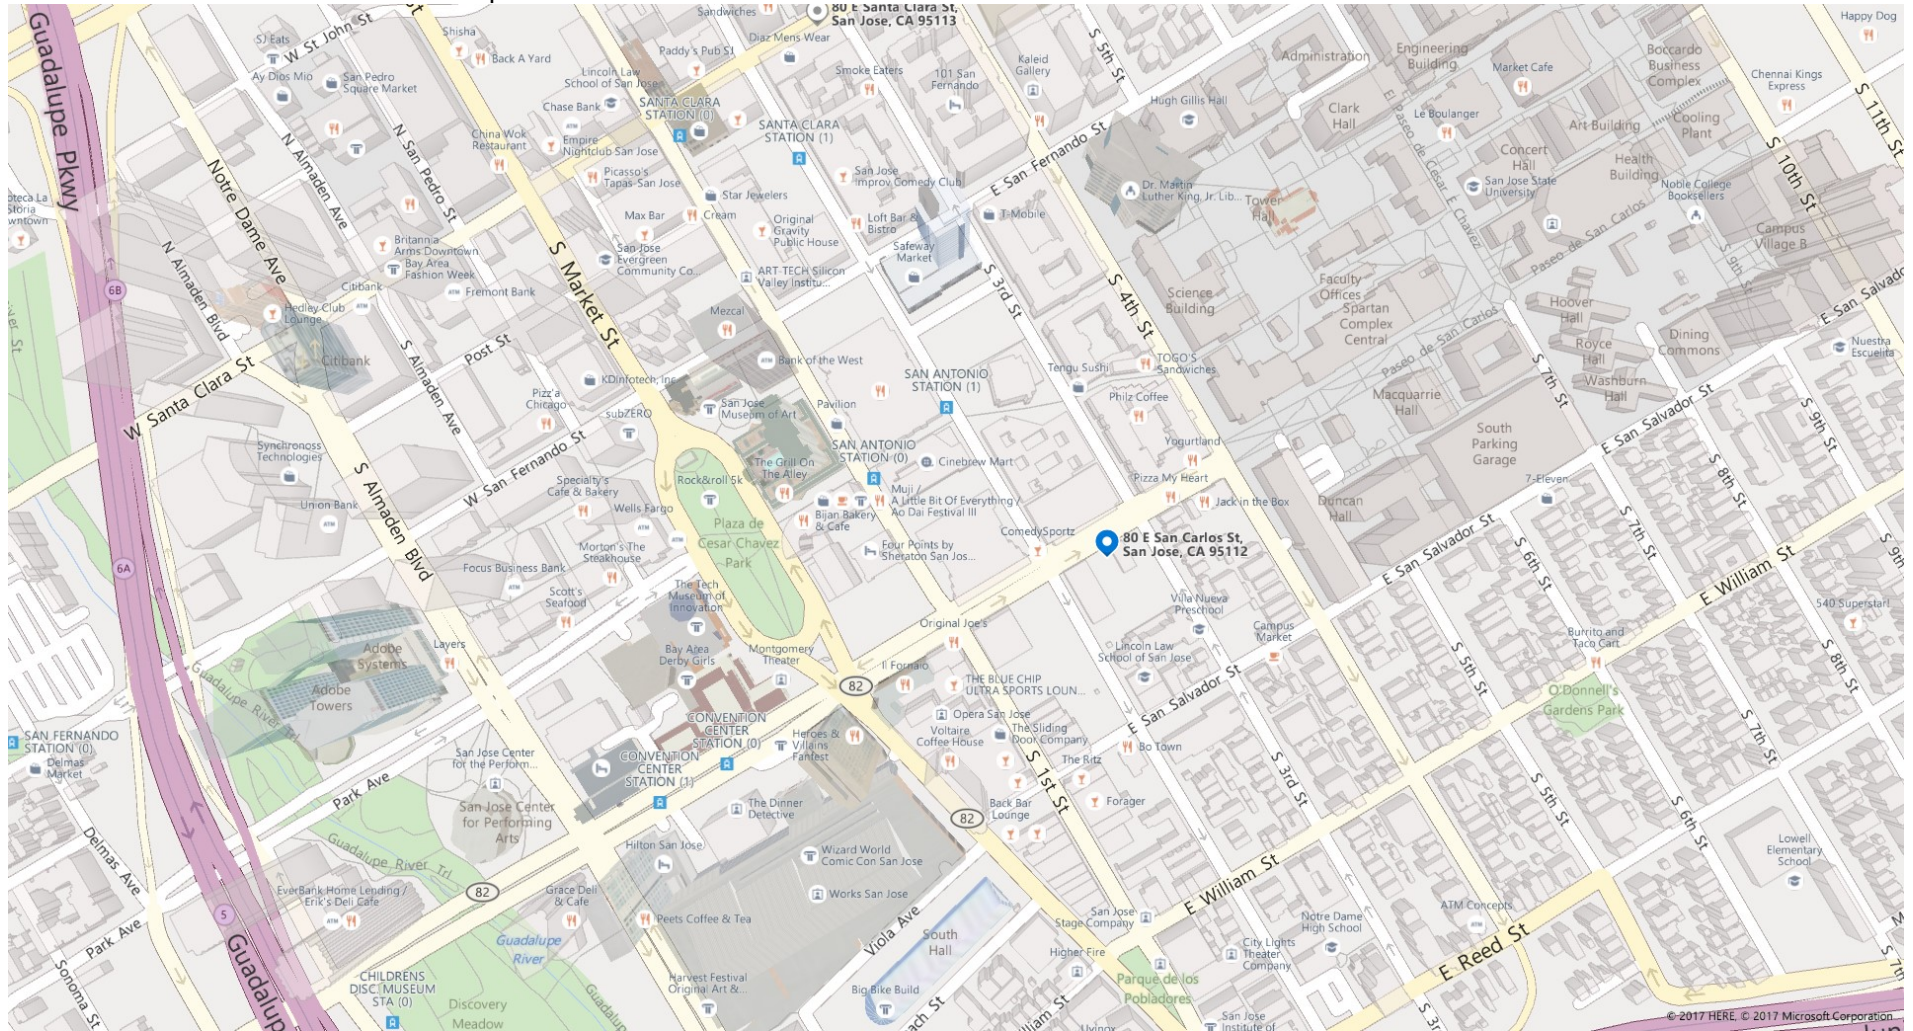 80 E Santa Clara St,
San Jose, CA 95113
Sandwiches
Diaz Mens Wear
Happy Dog
SJ Eats
W St John St
Shisha
Back A Yard
Paddy's Pub SJ
Smoke Eaters
Kaleid
Gallery
S 5th St
Administration
Engineering
Building
Boccardo
Business
Complex
Market Cafe
Chennai Kings
Express
S 11th St
Guadalupe Pkwy
Ay Dios Mio
San Pedro
Square Market
Lincoln Law
School of San Jose
Chase Bank
SANTA CLARA
STATION (0)
SANTA CLARA
STATION (1)
101 San
Fernando
Hugh Gillis Hall
Clark
Hall
Le Boulanger
Art Building
Cooling
Plant
Concert
Hall
Health
Building
San Jose State
University
Noble College
Booksellers
S 10th St
China Wok
Restaurant
Empire
Nightclub San Jose
Picasso's
Tapas-San Jose
Star Jewelers
San Jose
Improv Comedy Club
E San Fernando St
Dr. Martin
Luther King, Jr. Lib...
Tower
Hall
El Paseo de Cesar E Chavez
Paseo de San Carlos
Campus
Village B
S 9th St
Notre Dame Ave
N Almaden Ave
N San Pedro St
N Almaden Blvd
Max Bar
Cream
Original
Gravity
Public House
Loft Bar &
Bistro
T-Mobile
Safeway
Market
Britannia
Arms Downtown
Bay Area
Fashion Week
San Jose
Evergreen
Community Co...
ART-TECH Silicon
Valley Institu...
6B
Citibank
Fremont Bank
Hedley Club
Lounge
Citibank
S Market St
Mezcal
S 3rd St
S 4th St
Science
Building
Faculty
Offices
Spartan
Complex
Central
Hoover
Hall
Royce
Hall
Washburn
Hall
Dining
Commons
E San Salvador
Nuestra
Escuelita
W Santa Clara St
S Almaden Ave
Post St
Bank of the West
KDInfotech, Inc
Pizz'a
Chicago
subZERO
San Jose
Museum of Art
Pavilion
SAN ANTONIO
STATION (1)
Tengu Sushi
TOGO'S
Sandwiches
Philz Coffee
Paseo de San Carlos
Macquarrie
Hall
S 7th St
South
Parking
Garage
E San Salvador St
S 9th St
Synchronoss
Technologies
Union Bank
S Almaden Blvd
W San Fernando St
SAN ANTONIO
STATION (0)
Cinebrew Mart
Yogurtland
Pizza My Heart
Jack in the Box
Duncan
Hall
7-Eleven
S 8th St
The Grill On
The Alley
Rock&roll 5k
Specialty's
Cafe & Bakery
Wells Fargo
Plaza de
Cesar Chavez
Park
Bijan Bakery
& Cafe
Muji /
A Little Bit Of Everything /
Ao Dai Festival III
ComedySportz
80 E San Carlos St,
San Jose, CA 95112
E San Salvador St
S 7th St
S 6th St
E William St
S 9th
6A
Morton's The
Steakhouse
Focus Business Bank
Four Points by
Sheraton San Jos...
Scott's
Seafood
The Tech
Museum of
Innovation
Villa Nueva
Preschool
Campus
Market
540 Superstar!
Burrito and
Taco Cart
Original Joe's
Layers
Adobe
Systems
Adobe
Towers
Guadalupe River Trl
Bay Area
Derby Girls
Montgomery
Theater
82
Il Fornaio
Lincoln Law
School of San Jose
S 5th St
S 8th St
O'Donnell's
Gardens Park
THE BLUE CHIP
ULTRA SPORTS LOUN...
Opera San Jose
The Sliding
Door Company
E San Salvador St
SAN FERNANDO
STATION (0)
Delmas
Market
San Jose Center
for the Perform...
CONVENTION
CENTER
STATION (0)
CONVENTION
CENTER
STATION (1)
Heroes &
Villains
Fanfest
Voltaire
Coffee House
The Ritz
Bo Town
S 7th St
Park Ave
S 1st St
S 3rd St
S 5th St
S 6th St
San Jose Center
for Performing
Arts
The Dinner
Detective
82
Back Bar
Lounge
Forager
Delmas Ave
Guadalupe River Trl
Hilton San Jose
Wizard World
Comic Con San Jose
Works San Jose
Lowell
Elementary
School
E William St
EverBank Home Lending /
Erik's Deli Cafe
82
Grace Deli
& Cafe
Peets Coffee & Tea
Viola Ave
South
Hall
San Jose
Stage Company
Notre Dame
High School
ATM Concepts
5
Park Ave
Guadalupe
River
Guadalup
Higher Fire
City Lights
Theater
Company
E Reed St
Sonoma St
CHILDRENS
DISC MUSEUM
STA (0)
Discovery
Meadow
Harvest Festival
Original Art &...
Big Bike Build
Parque de los
Pobladores
San Jose
Institute of
© 2017 HERE, © 2017 Microsoft Corporation